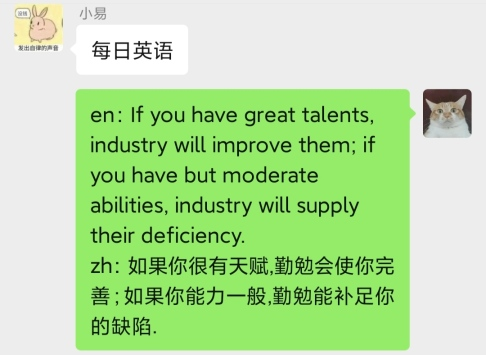 小易
发出自律的声音
每日英语
en: If you have great talents,
industry will improve them; if
you have but moderate
abilities, industry will supply
their deficiency.
zh: 如果你很有天赋,勤勉会使你完
善;如果你能力一般,勤勉能补足你
的缺陷.